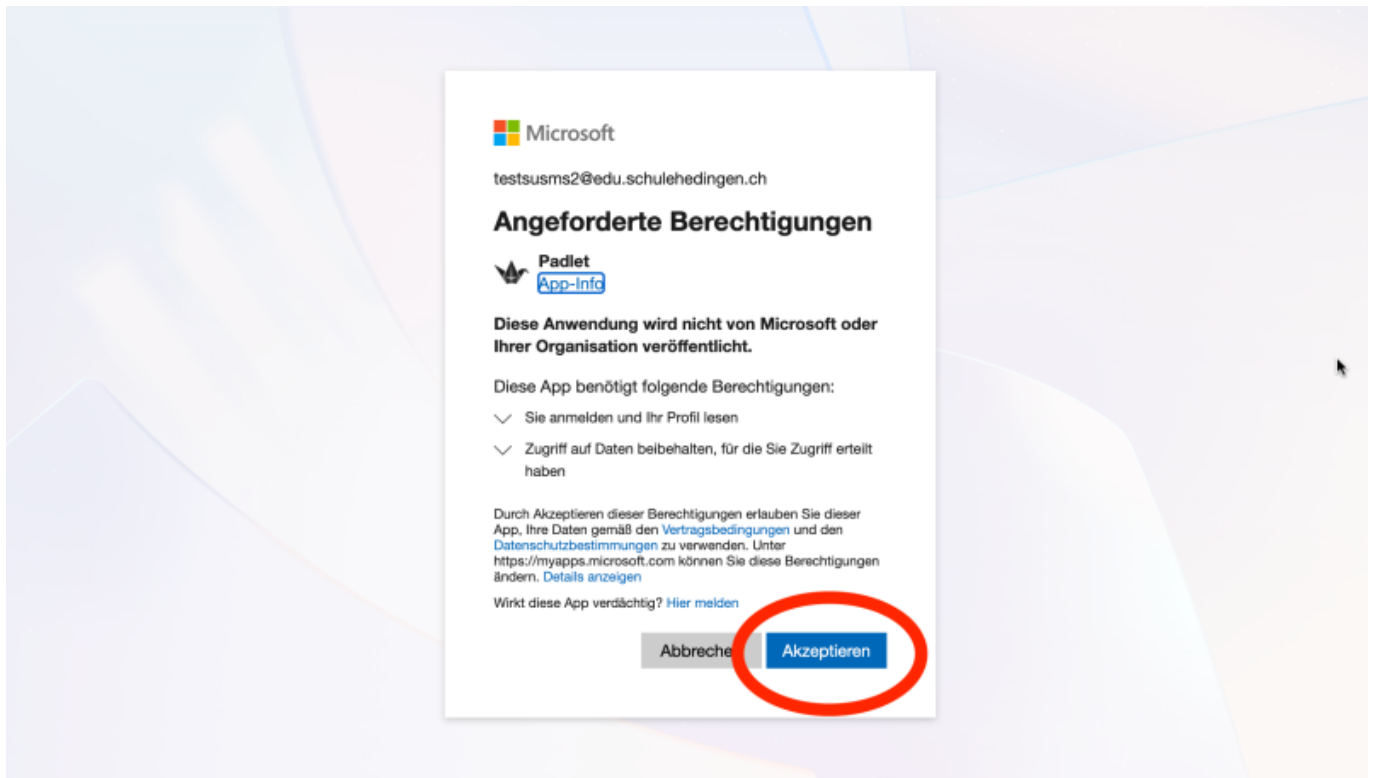 Microsoft
testsusms2@edu.schulehedingen.ch
Angeforderte Berechtigungen
Padlet
App-Info
Diese Anwendung wird nicht von Microsoft oder
Ihrer Organisation veröffentlicht.
Diese App benötigt folgende Berechtigungen:
Sie anmelden und Ihr Profil lesen
Zugriff auf Daten beibehalten, für die Sie Zugriff erteilt
haben
Durch Akzeptieren dieser Berechtigungen erlauben Sie dieser
App, Ihre Daten gemäß den Vertragsbedingungen und den
Datenschutzbestimmungen zu verwenden. Unter
https://myapps.microsoft.com können Sie diese Berechtigungen
ändern. Details anzeigen
Wirkt diese App verdächtig? Hier melden
Abbreche
Akzeptieren